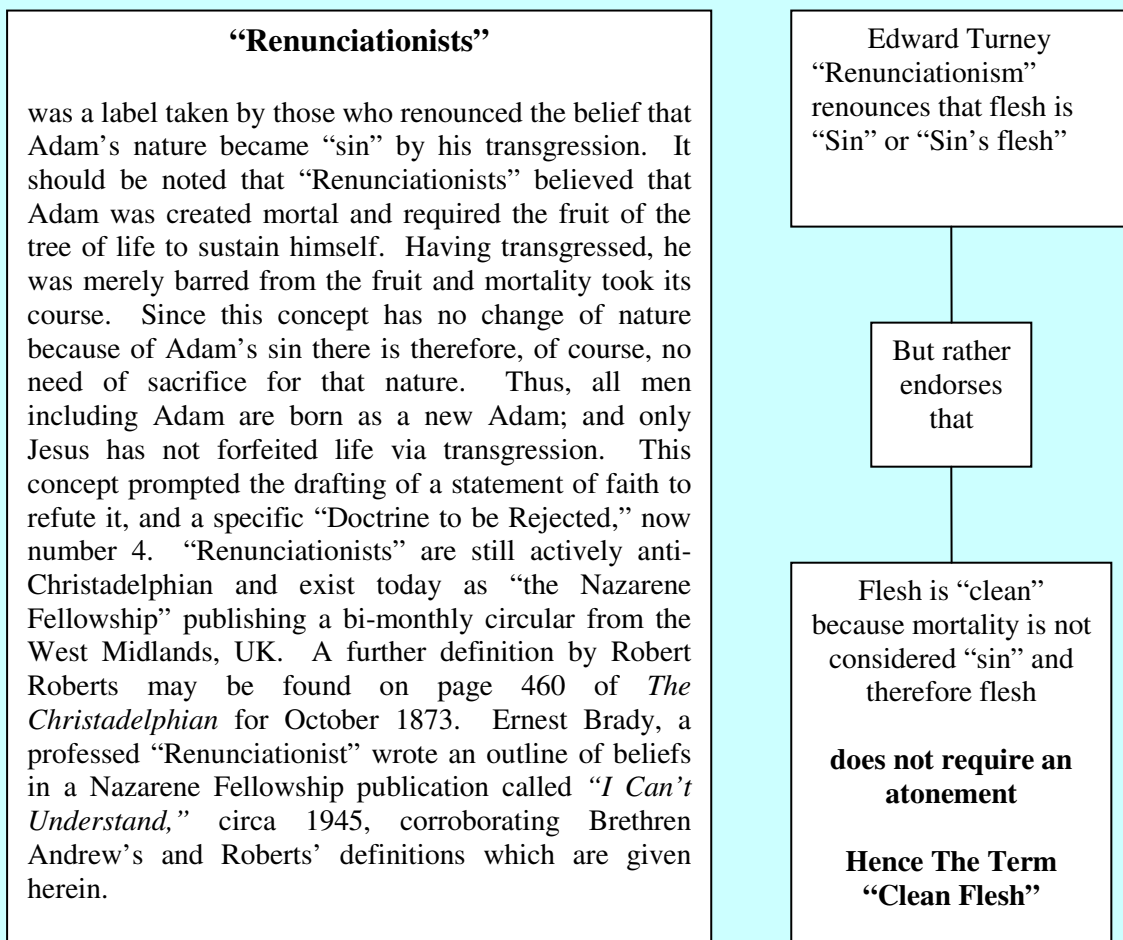 “Renunciationists”
was a label taken by those who renounced the belief that
Adam’s nature became “sin” by his transgression. It
should be noted that “Renunciationists” believed that
Adam was created mortal and required the fruit of the
tree of life to sustain himself. Having transgressed, he
was merely barred from the fruit and mortality took its
course. Since this concept has no change of nature
because of Adam’s sin there is therefore, of course, no
need of sacrifice for that nature. Thus, all men
including Adam are born as a new Adam; and only
Jesus has not forfeited life via transgression. This
concept prompted the drafting of a statement of faith to
refute it, and a specific “Doctrine to be Rejected,” now
number 4. “Renunciationists” are still actively anti-
Christadelphian and exist today as “the Nazarene
Fellowship” publishing a bi-monthly circular from the
West Midlands, UK. A further definition by Robert
Roberts may be found on page 460 of The
Christadelphian for October 1873. Ernest Brady, a
professed “Renunciationist” wrote an outline of beliefs
in a Nazarene Fellowship publication called “I Can’t
Understand,” circa 1945, corroborating Brethren
Andrew’s and Roberts’ definitions which are given
herein.
Edward Turney
“Renunciationism”
renounces that flesh is
“Sin” or “Sin’s flesh”
But rather
endorses
that
Flesh is “clean”
because mortality is not
considered “sin” and
therefore flesh
does not require an
atonement
Hence The Term
“Clean Flesh”